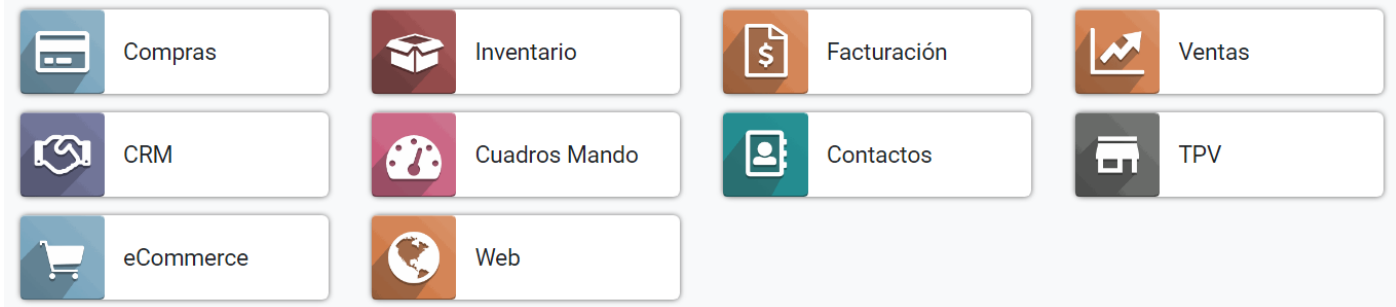 Compras
Inventario
Facturación
Ventas
CRM
Cuadros Mando
Contactos
TPV
eCommerce
Web